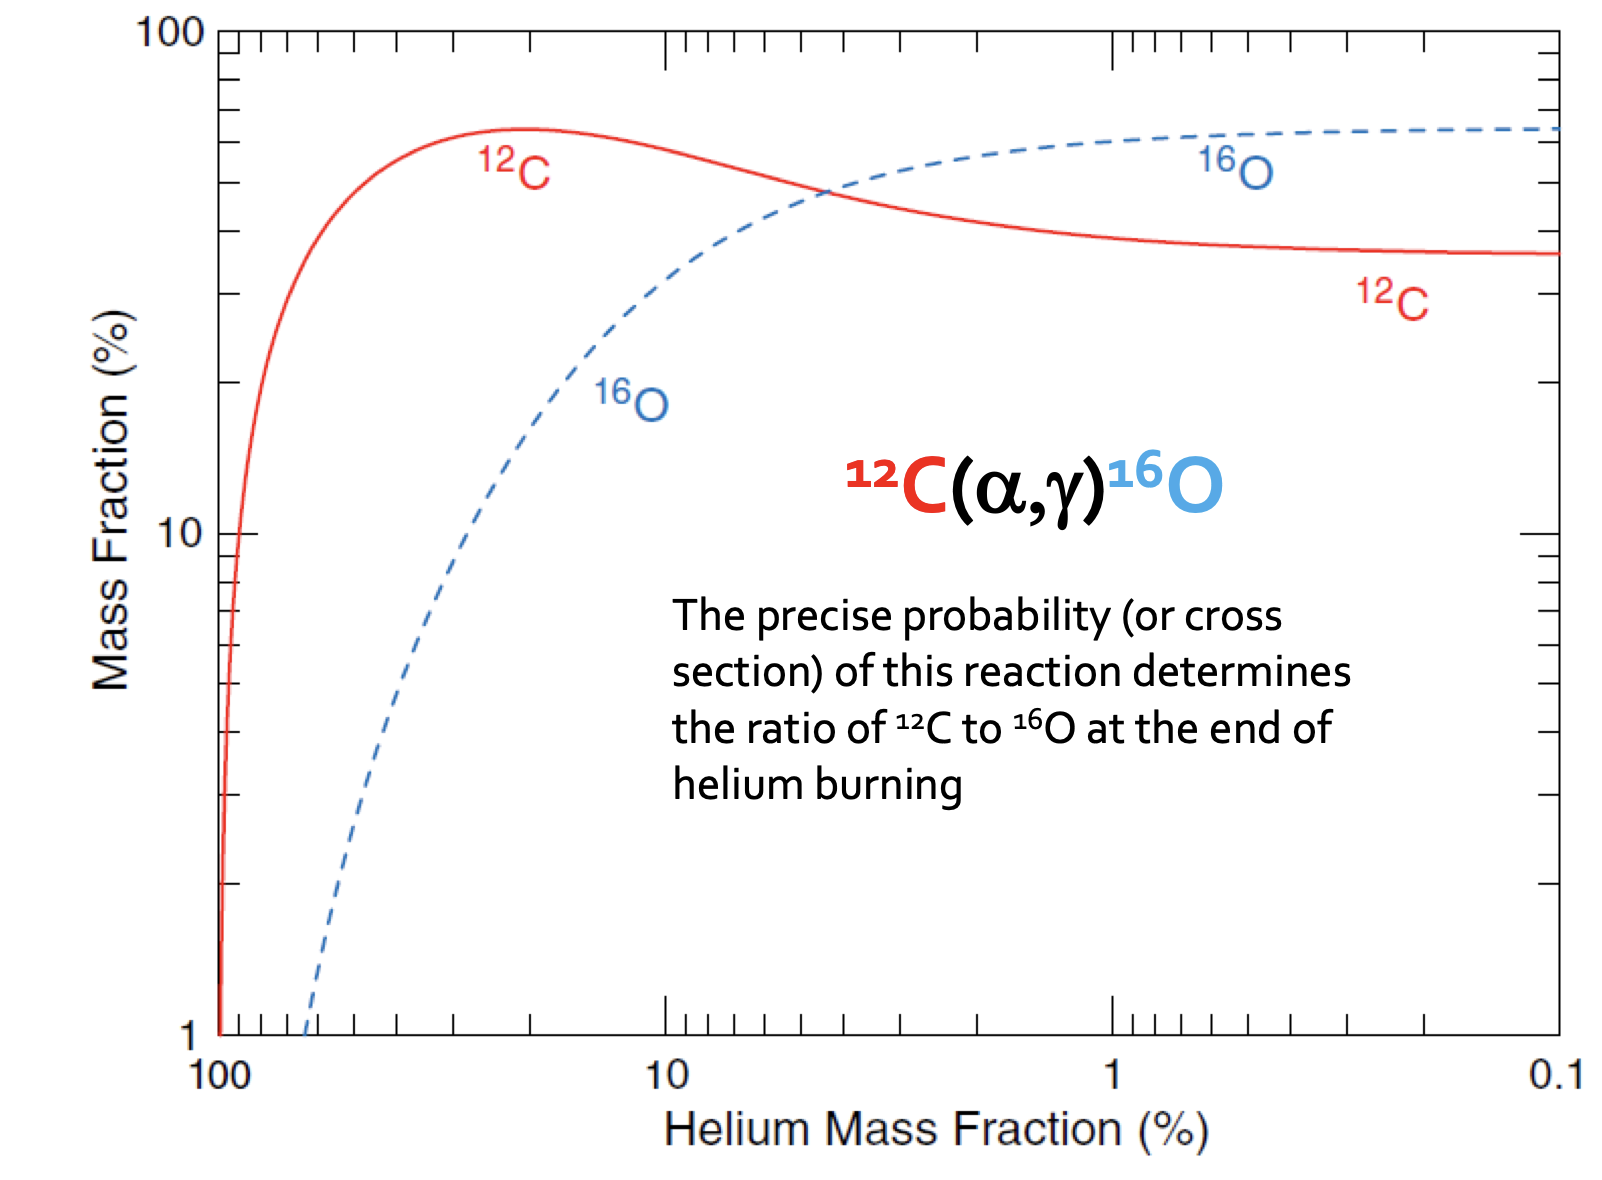 100
¹²C
¹⁶O
¹²C
¹⁶O
Mass Fraction (%)
¹²C(α,γ)¹⁶O
10
The precise probability (or cross
section) of this reaction determines
the ratio of ¹²C to ¹⁶O at the end of
helium burning
1
100
10
1
0.1
Helium Mass Fraction (%)